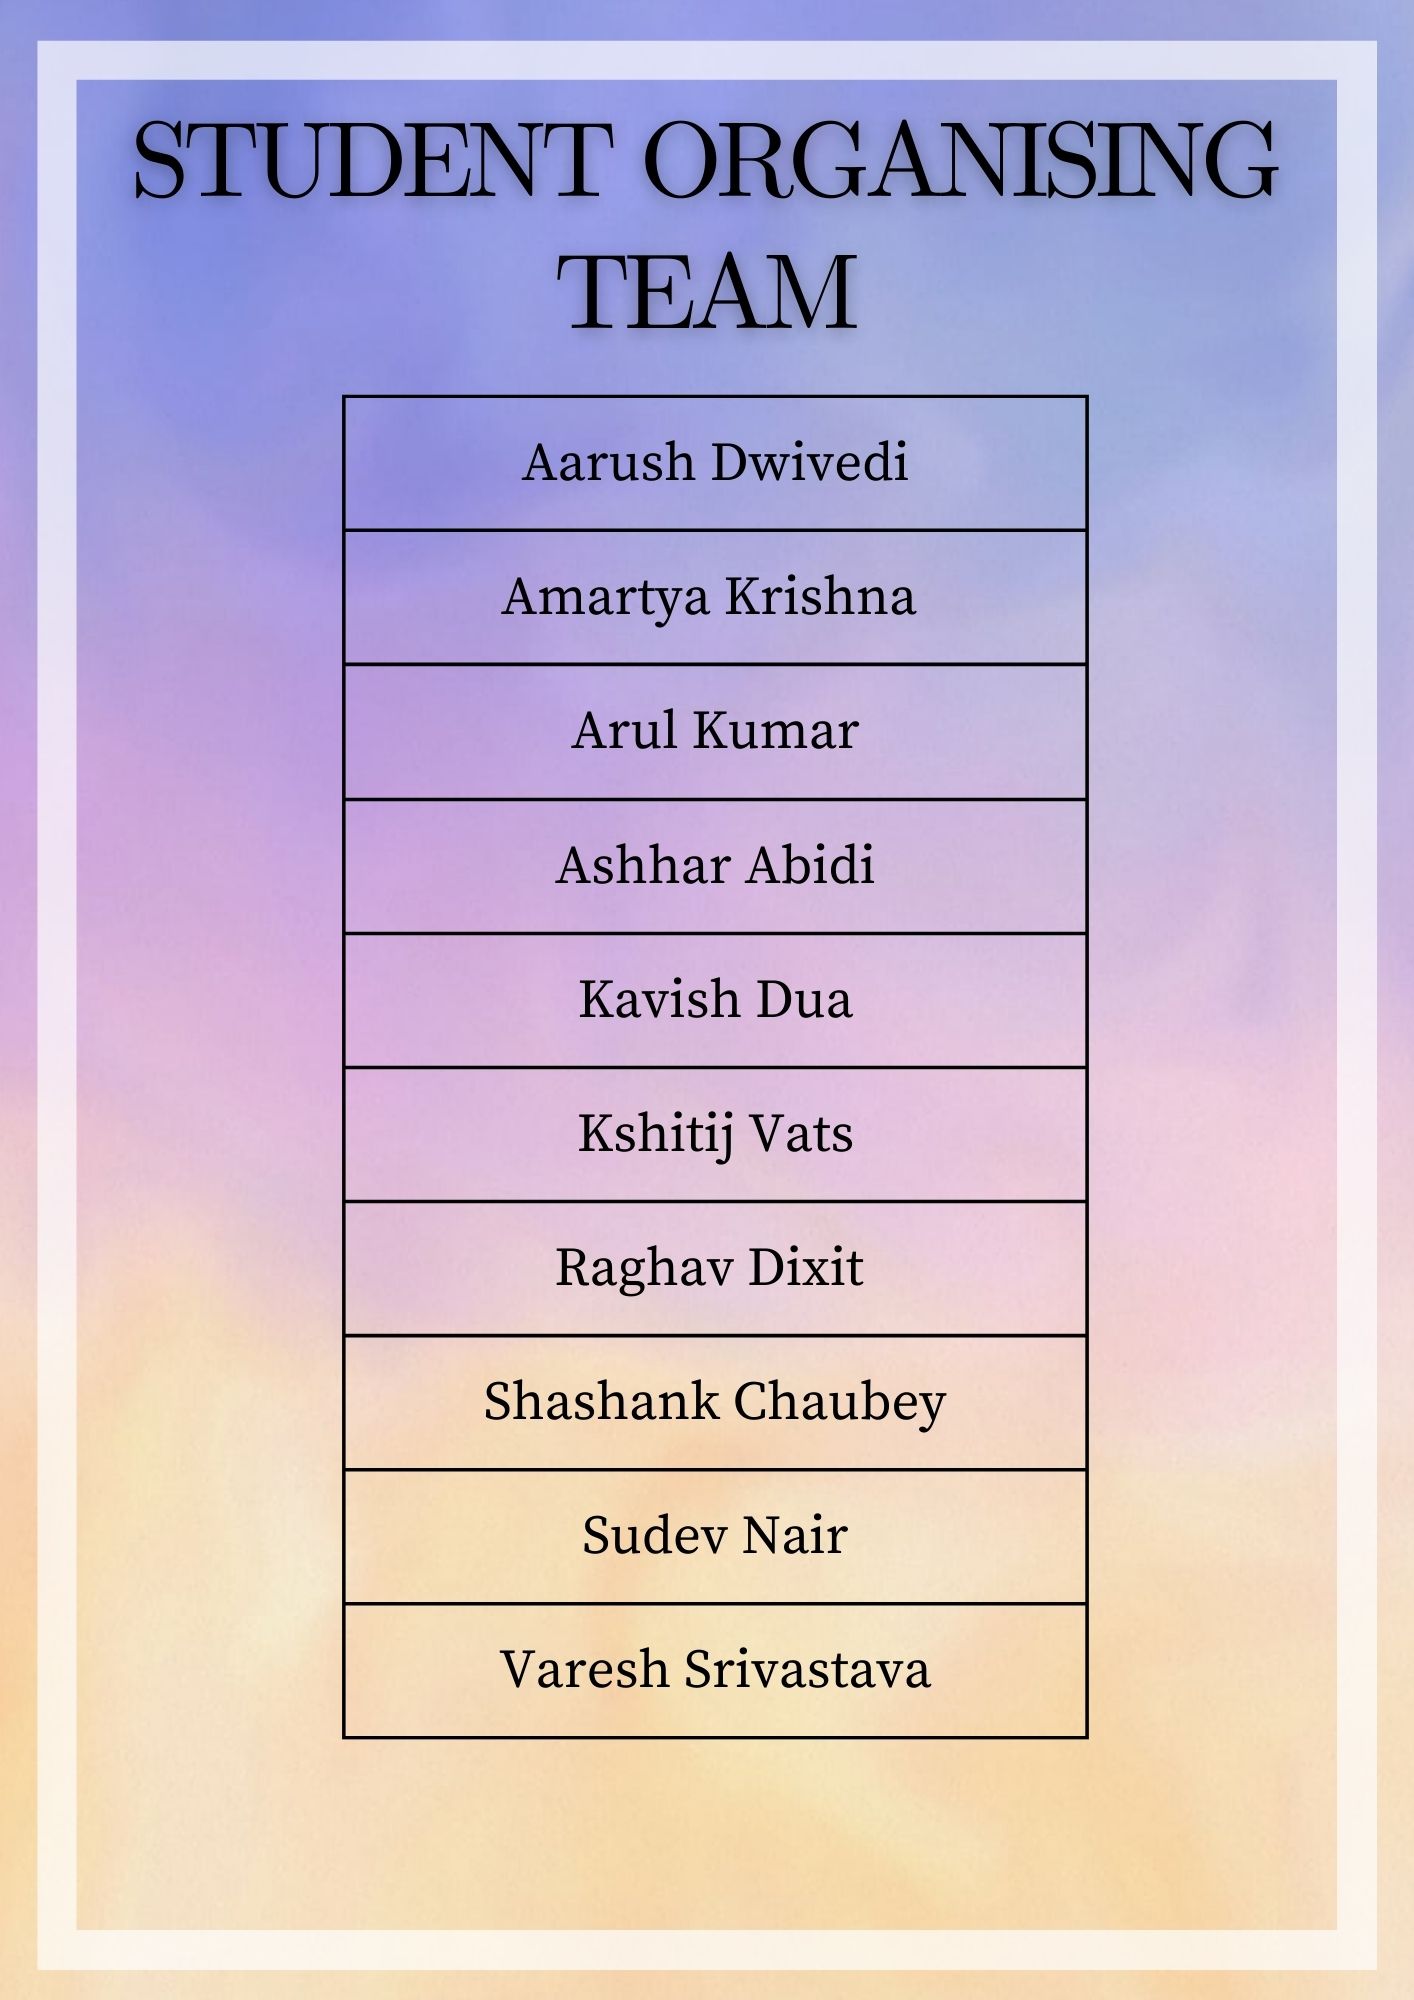 STUDENT ORGANISING
TEAM
Aarush Dwivedi
Amartya Krishna
Arul Kumar
Ashhar Abidi
Kavish Dua
Kshitij Vats
Raghav Dixit
Shashank Chaubey
Sudev Nair
Varesh Srivastava